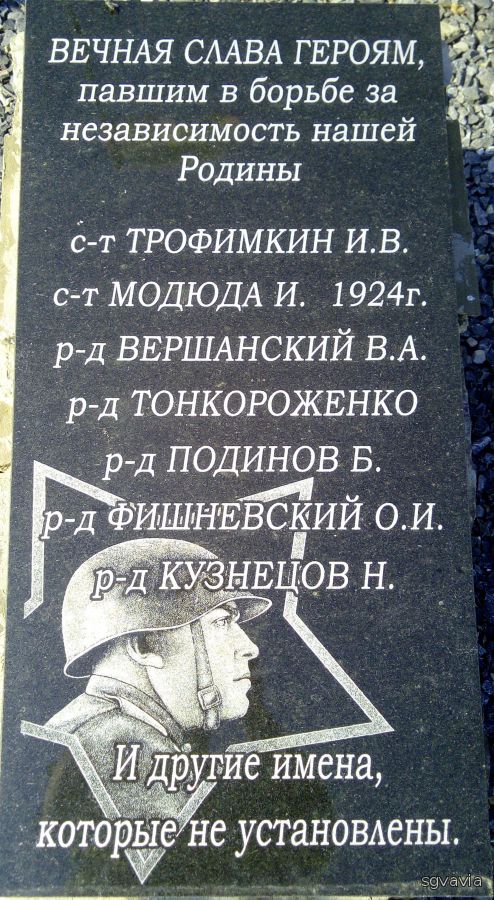 ВЕЧНАЯ СЛАВА ГЕРОЯМ,
павшим в борьбе за
независимость нашей
Родины
с-т ТРОФИМКИН И.В.
с-т МОДЮДА И. 1924г.
р-д ВЕРШАНСКИЙ В.А.
р-д ТОНКОРОЖЕНКО
р-д ПОДИНОВ Б.
р-д ФИШНЕВСКИЙ О.И.
р-д КУЗНЕЦОВ Н.
И другие имена,
которые не установлены.
sgvavia